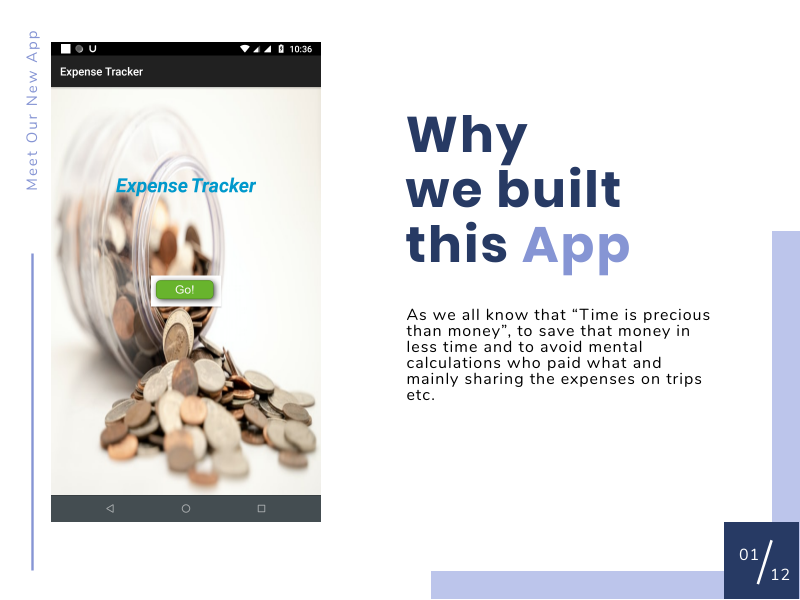 Meet Our New App
10:36
Expense Tracker
Expense Tracker
Go!
Why
we built
this App
As we all know that “Time is precious
than money”, to save that money in
less time and to avoid mental
calculations who paid what and
mainly sharing the expenses on trips
etc.
01/12